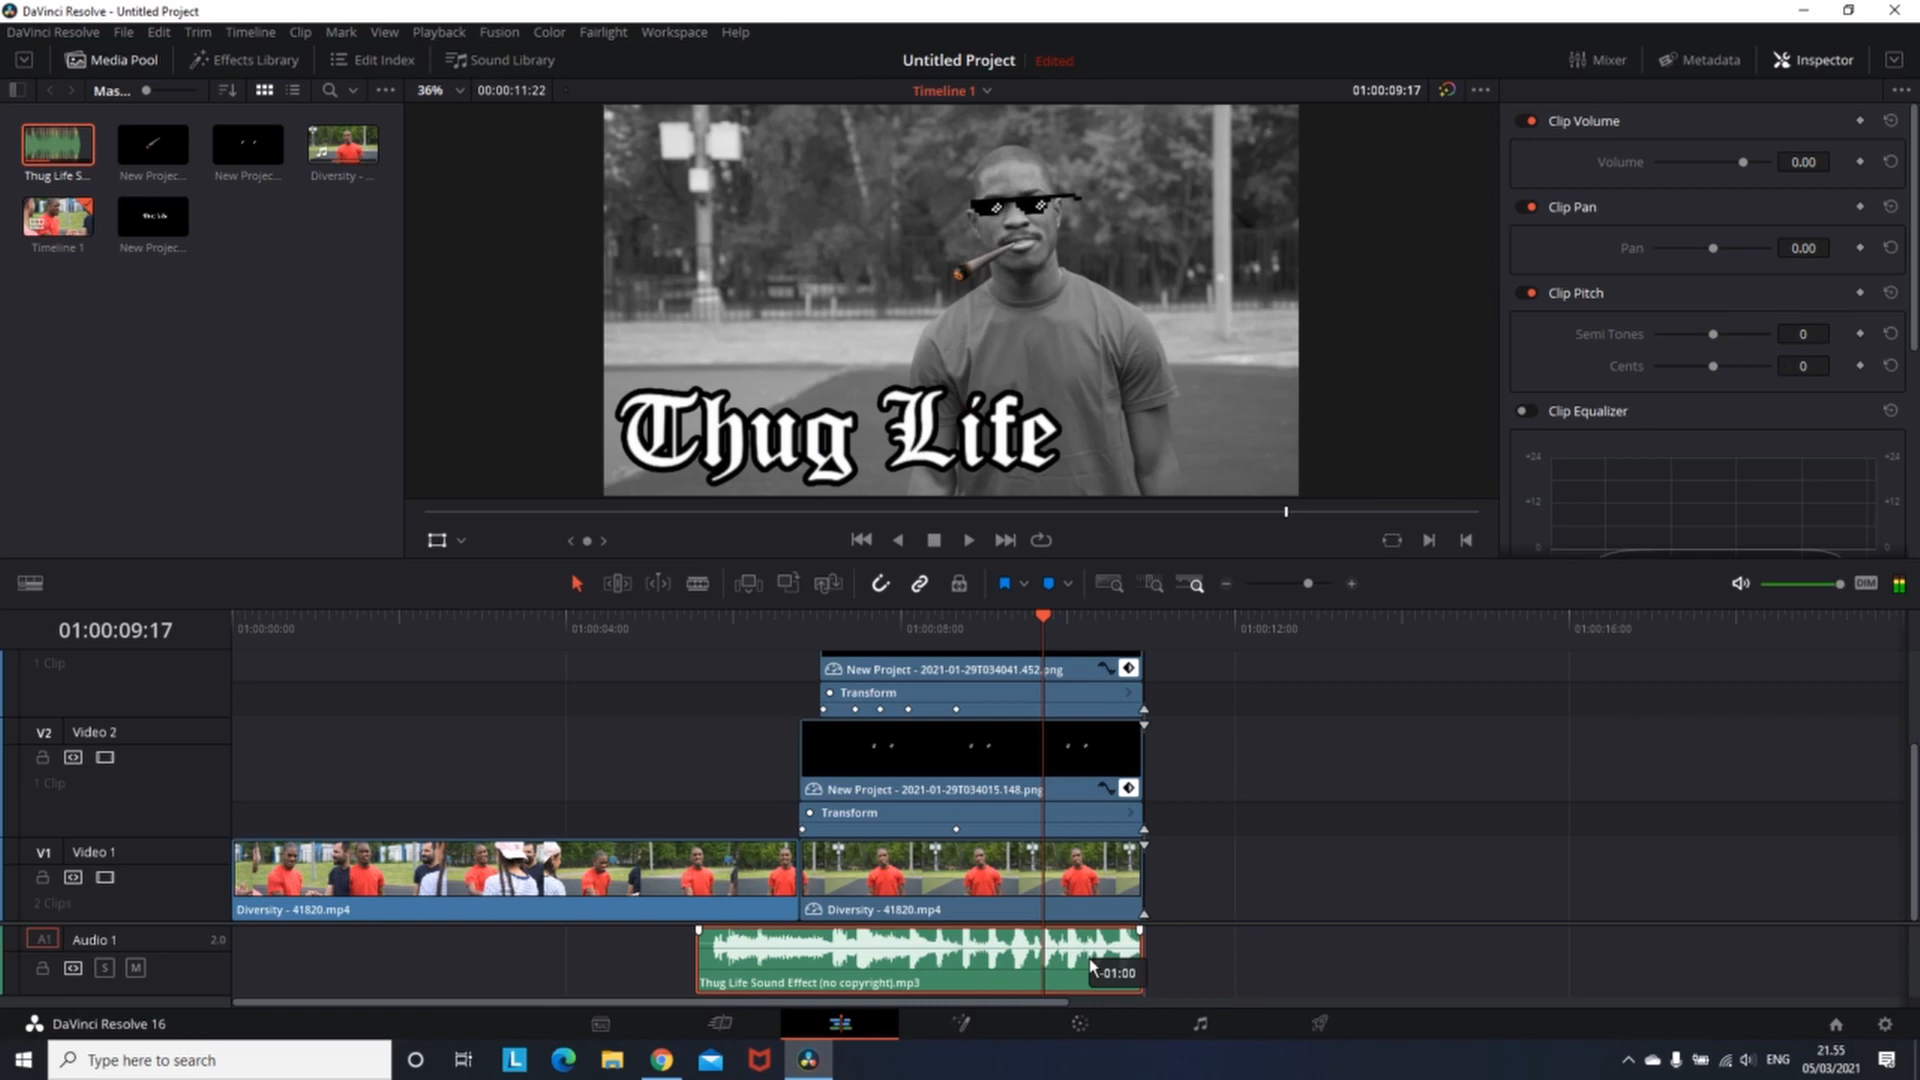 DaVinci Resolve - Untitled Project
DaVinci Resolve File Edit Trim Timeline Clip Mark View Playback Fusion Color Fairlight Workspace Help
Media Pool Effects Library Edit Index Sound Library Untitled Project Edited Mixer Metadata Inspector
Mas... 36% 00:00:11:22 Timeline 1 01:00:09:17
Thug Life S... New Projec... New Projec... Diversity - ...
Timeline 1 New Projec...
Thug Life
Clip Volume
Volume 0.00
Clip Pan
Pan 0.00
Clip Pitch
Semi Tones 0
Cents 0
Clip Equalizer
+24 +24
+12 +12
0 0
DIM
01:00:09:17 01:00:00:00 01:00:04:00 01:00:08:00 01:00:12:00 01:00:16:00
1 Clip
New Project - 2021-01-29T034041.452.png
Transform
V2 Video 2
1 Clip
New Project - 2021-01-29T034015.148.png
Transform
V1 Video 1
2 Clips
Diversity - 41820.mp4 Diversity - 41820.mp4
A1 Audio 1 2.0
S M
-01:00
Thug Life Sound Effect (no copyright).mp3
DaVinci Resolve 16
Type here to search
L
ENG
21.55
05/03/2021